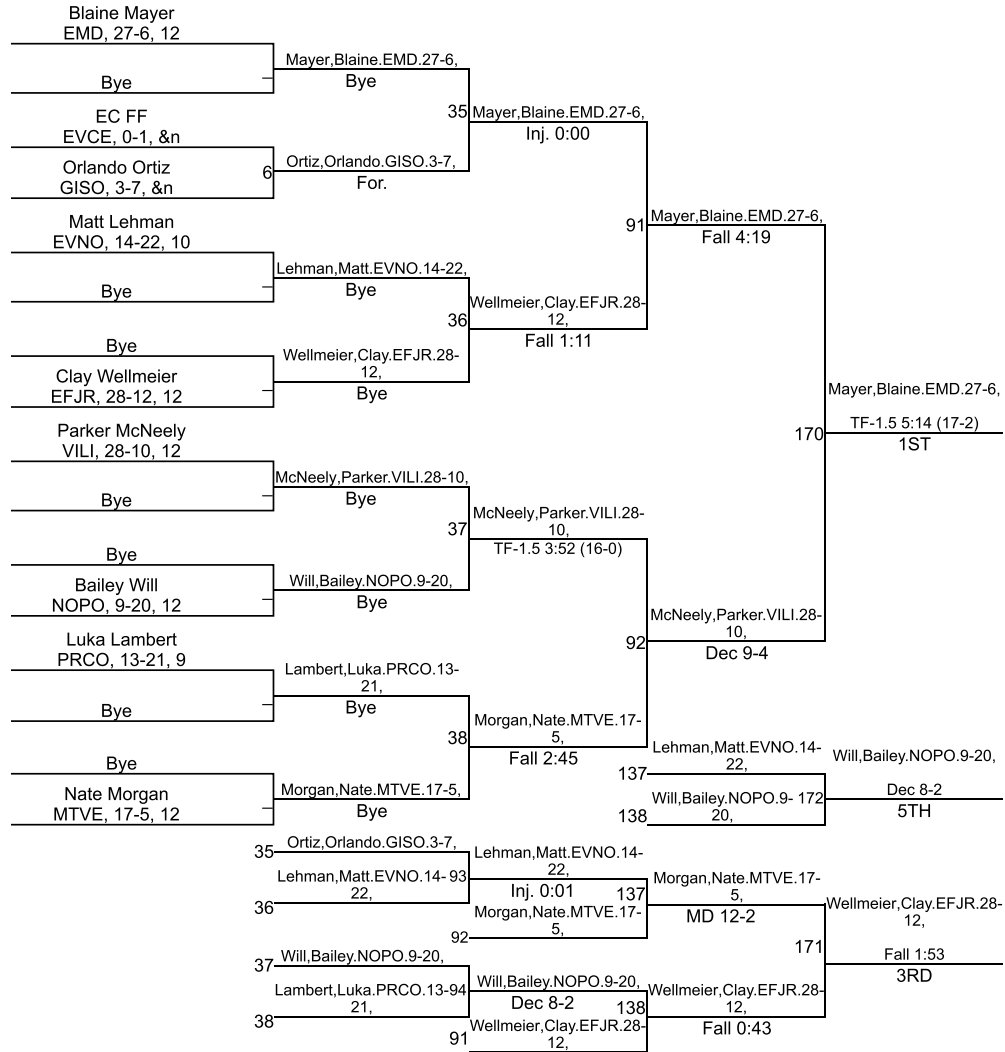 Blaine Mayer
EMD, 27-6, 12
Bye
EC FF
EVCE, 0-1, &n
Orlando Ortiz
GISO, 3-7, &n
Matt Lehman
EVNO, 14-22, 10
Bye
Bye
Clay Wellmeier
EFJR, 28-12, 12
Parker McNeely
VILI, 28-10, 12
Bye
Bye
Bailey Will
NOPO, 9-20, 12
Luka Lambert
PRCO, 13-21, 9
Bye
Bye
Nate Morgan
MTVE, 17-5, 12
Mayer,Blaine.EMD.27-6,
Bye
6
Ortiz,Orlando.GISO.3-7,
For.
Lehman,Matt.EVNO.14-22,
Bye
Wellmeier,Clay.EFJR.28-
12,
Bye
McNeely,Parker.VILI.28-10,
Bye
Will,Bailey.NOPO.9-20,
Bye
Lambert,Luka.PRCO.13-
21,
Bye
Morgan,Nate.MTVE.17-5,
Bye
35
Mayer,Blaine.EMD.27-6,
Inj. 0:00
36
Wellmeier,Clay.EFJR.28-
12,
Fall 1:11
37
McNeely,Parker.VILI.28-
10,
TF-1.5 3:52 (16-0)
38
Morgan,Nate.MTVE.17-
5,
Fall 2:45
91
Mayer,Blaine.EMD.27-6,
Fall 4:19
92
McNeely,Parker.VILI.28-
10,
Dec 9-4
170
Mayer,Blaine.EMD.27-6,
TF-1.5 5:14 (17-2)
1ST
137
Lehman,Matt.EVNO.14-
22,
138
Will,Bailey.NOPO.9-
20,
172
Will,Bailey.NOPO.9-20,
Dec 8-2
5TH
35
Ortiz,Orlando.GISO.3-7,
36
Lehman,Matt.EVNO.14-
22,
93
Lehman,Matt.EVNO.14-
22,
Inj. 0:01
92
Morgan,Nate.MTVE.17-
5,
137
Morgan,Nate.MTVE.17-
5,
MD 12-2
37
Will,Bailey.NOPO.9-20,
38
Lambert,Luka.PRCO.13-
21,
94
Will,Bailey.NOPO.9-20,
Dec 8-2
91
Wellmeier,Clay.EFJR.28-
12,
138
Wellmeier,Clay.EFJR.28-
12,
Fall 0:43
171
Wellmeier,Clay.EFJR.28-
12,
Fall 1:53
3RD